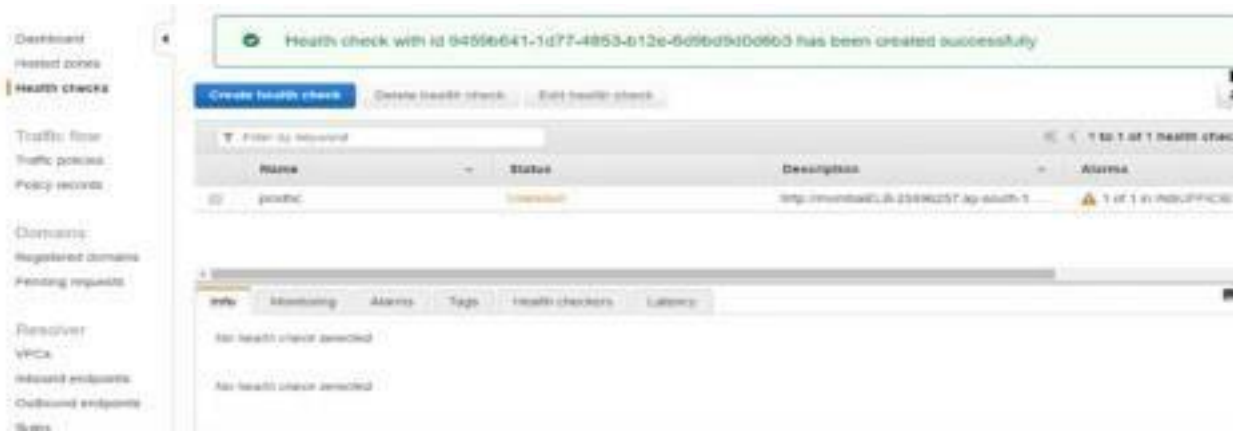 Dashboard
Hosted zones
Health checks
Traffic flow
Traffic policies
Policy records
Domains
Registered domains
Pending requests
Resolver
VPCs
Inbound endpoints
Outbound endpoints
Rules
Health check with id has been created successfully
Create health check Delete health check Edit health check
Filter by keyword
1 to 1 of 1 health chec
Name Status Description Alarms
Unknown 1 of 1 in INSUFFICIE
Info Monitoring Alarms Tags Health checkers Latency
No health check selected
No health check selected